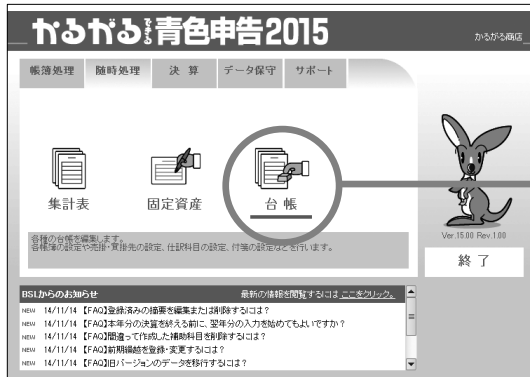 かるがるできる青色申告2015
かるがる商店
帳簿処理 随時処理 決算 データ保守 サポート
集計表 固定資産 台帳
各種の台帳を編集します。
各帳簿の設定や売掛・買掛先の設定、仕訳科目の設定、付箋の設定などを行います。
Ver.15.00 Rev.1.00
終了
BSLからのお知らせ 最新の情報を閲覧するにはここをクリック。
NEW 14/11/14 【FAQ】登録済みの摘要を編集または削除するには？
NEW 14/11/14 【FAQ】本年分の決算を終える前に、翌年分の入力を始めてもよいですか？
NEW 14/11/14 【FAQ】間違って作成した補助科目を削除するには？
NEW 14/11/14 【FAQ】前期繰越を登録・変更するには？
NEW 14/11/14 【FAQ】旧バージョンのデータを移行するには？